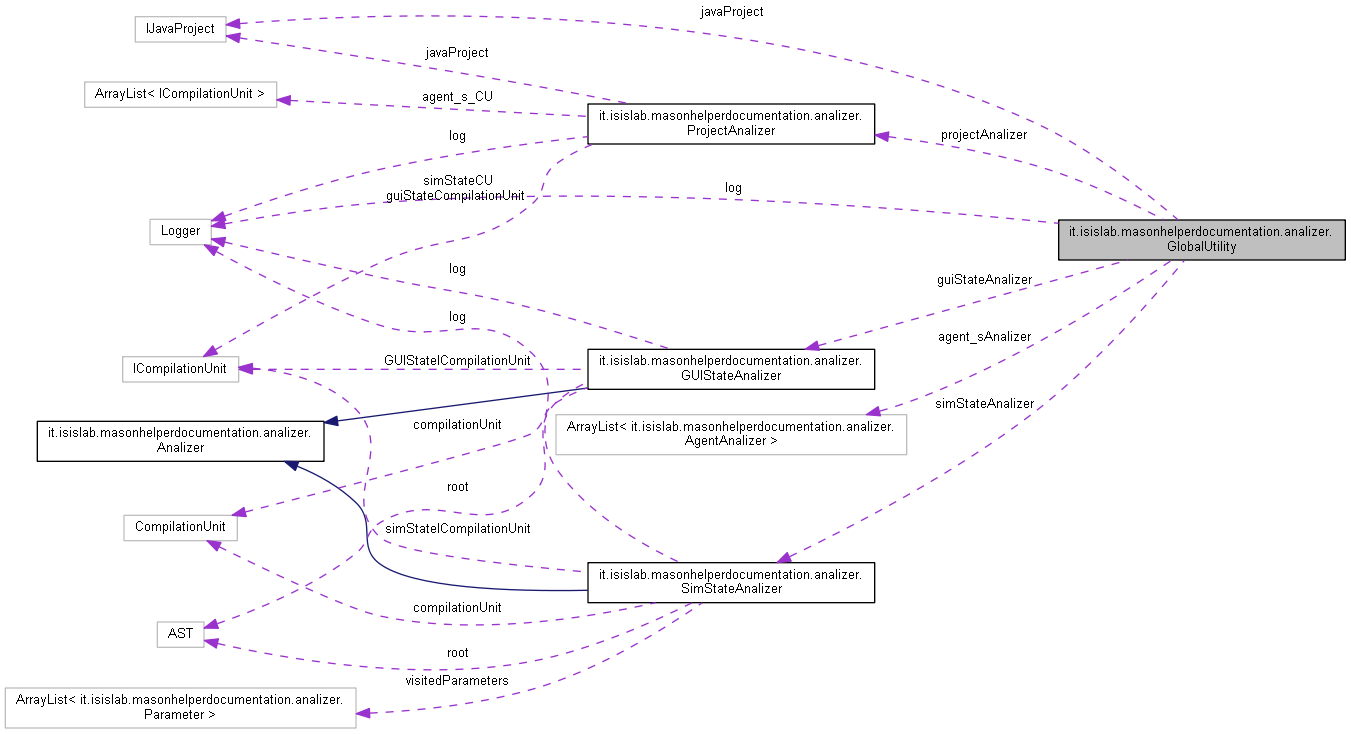 javaProject
IJavaProject
javaProject
ArrayList< ICompilationUnit >
agent_s_CU
it.isislab.masonhelperdocumentation.analizer.
ProjectAnalizer
log
projectAnalizer
simStateCU
guiStateCompilationUnit
log
Logger
it.isislab.masonhelperdocumentation.analizer.
GlobalUtility
log
guiStateAnalizer
log
agent_sAnalizer
ICompilationUnit
GUIStateICompilationUnit
it.isislab.masonhelperdocumentation.analizer.
GUIStateAnalizer
simStateAnalizer
it.isislab.masonhelperdocumentation.analizer.
Analizer
compilationUnit
ArrayList< it.isislab.masonhelperdocumentation.analizer.
AgentAnalizer >
root
CompilationUnit
simStateICompilationUnit
it.isislab.masonhelperdocumentation.analizer.
SimStateAnalizer
compilationUnit
AST
root
visitedParameters
ArrayList< it.isislab.masonhelperdocumentation.analizer.
Parameter >